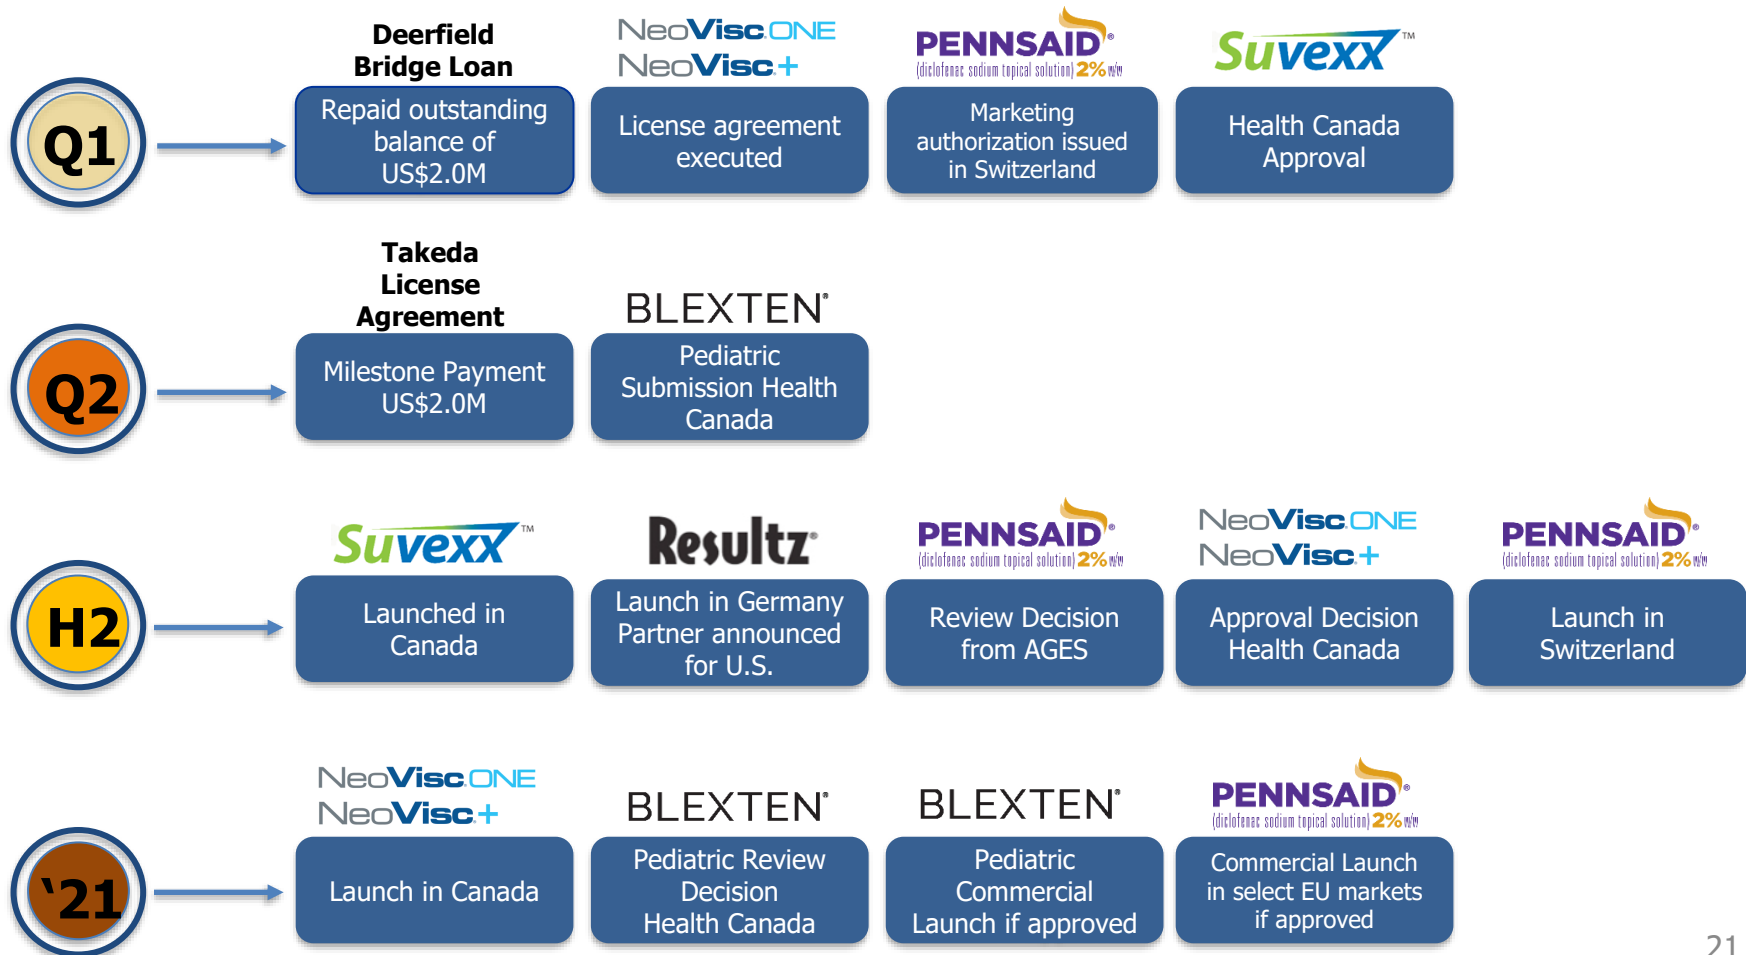 Q1
Deerfield
Bridge Loan
Repaid outstanding
balance of
US$2.0M
NeoVisc.ONE
NeoVisc.+
License agreement
executed
PENNSAID®
(diclofenac sodium topical solution) 2% w/w
Marketing
authorization issued
in Switzerland
Suvexx™
Health Canada
Approval
Q2
Takeda
License
Agreement
Milestone Payment
US$2.0M
BLEXTEN®
Pediatric
Submission Health
Canada
H2
Suvexx™
Launched in
Canada
Resultz®
Launch in Germany
Partner announced
for U.S.
PENNSAID®
(diclofenac sodium topical solution) 2% w/w
Review Decision
from AGES
NeoVisc.ONE
NeoVisc.+
Approval Decision
Health Canada
PENNSAID®
(diclofenac sodium topical solution) 2% w/w
Launch in
Switzerland
‘21
NeoVisc.ONE
NeoVisc.+
Launch in Canada
BLEXTEN®
Pediatric Review
Decision
Health Canada
BLEXTEN®
Pediatric
Commercial
Launch if approved
PENNSAID®
(diclofenac sodium topical solution) 2% w/w
Commercial Launch
in select EU markets
if approved
21